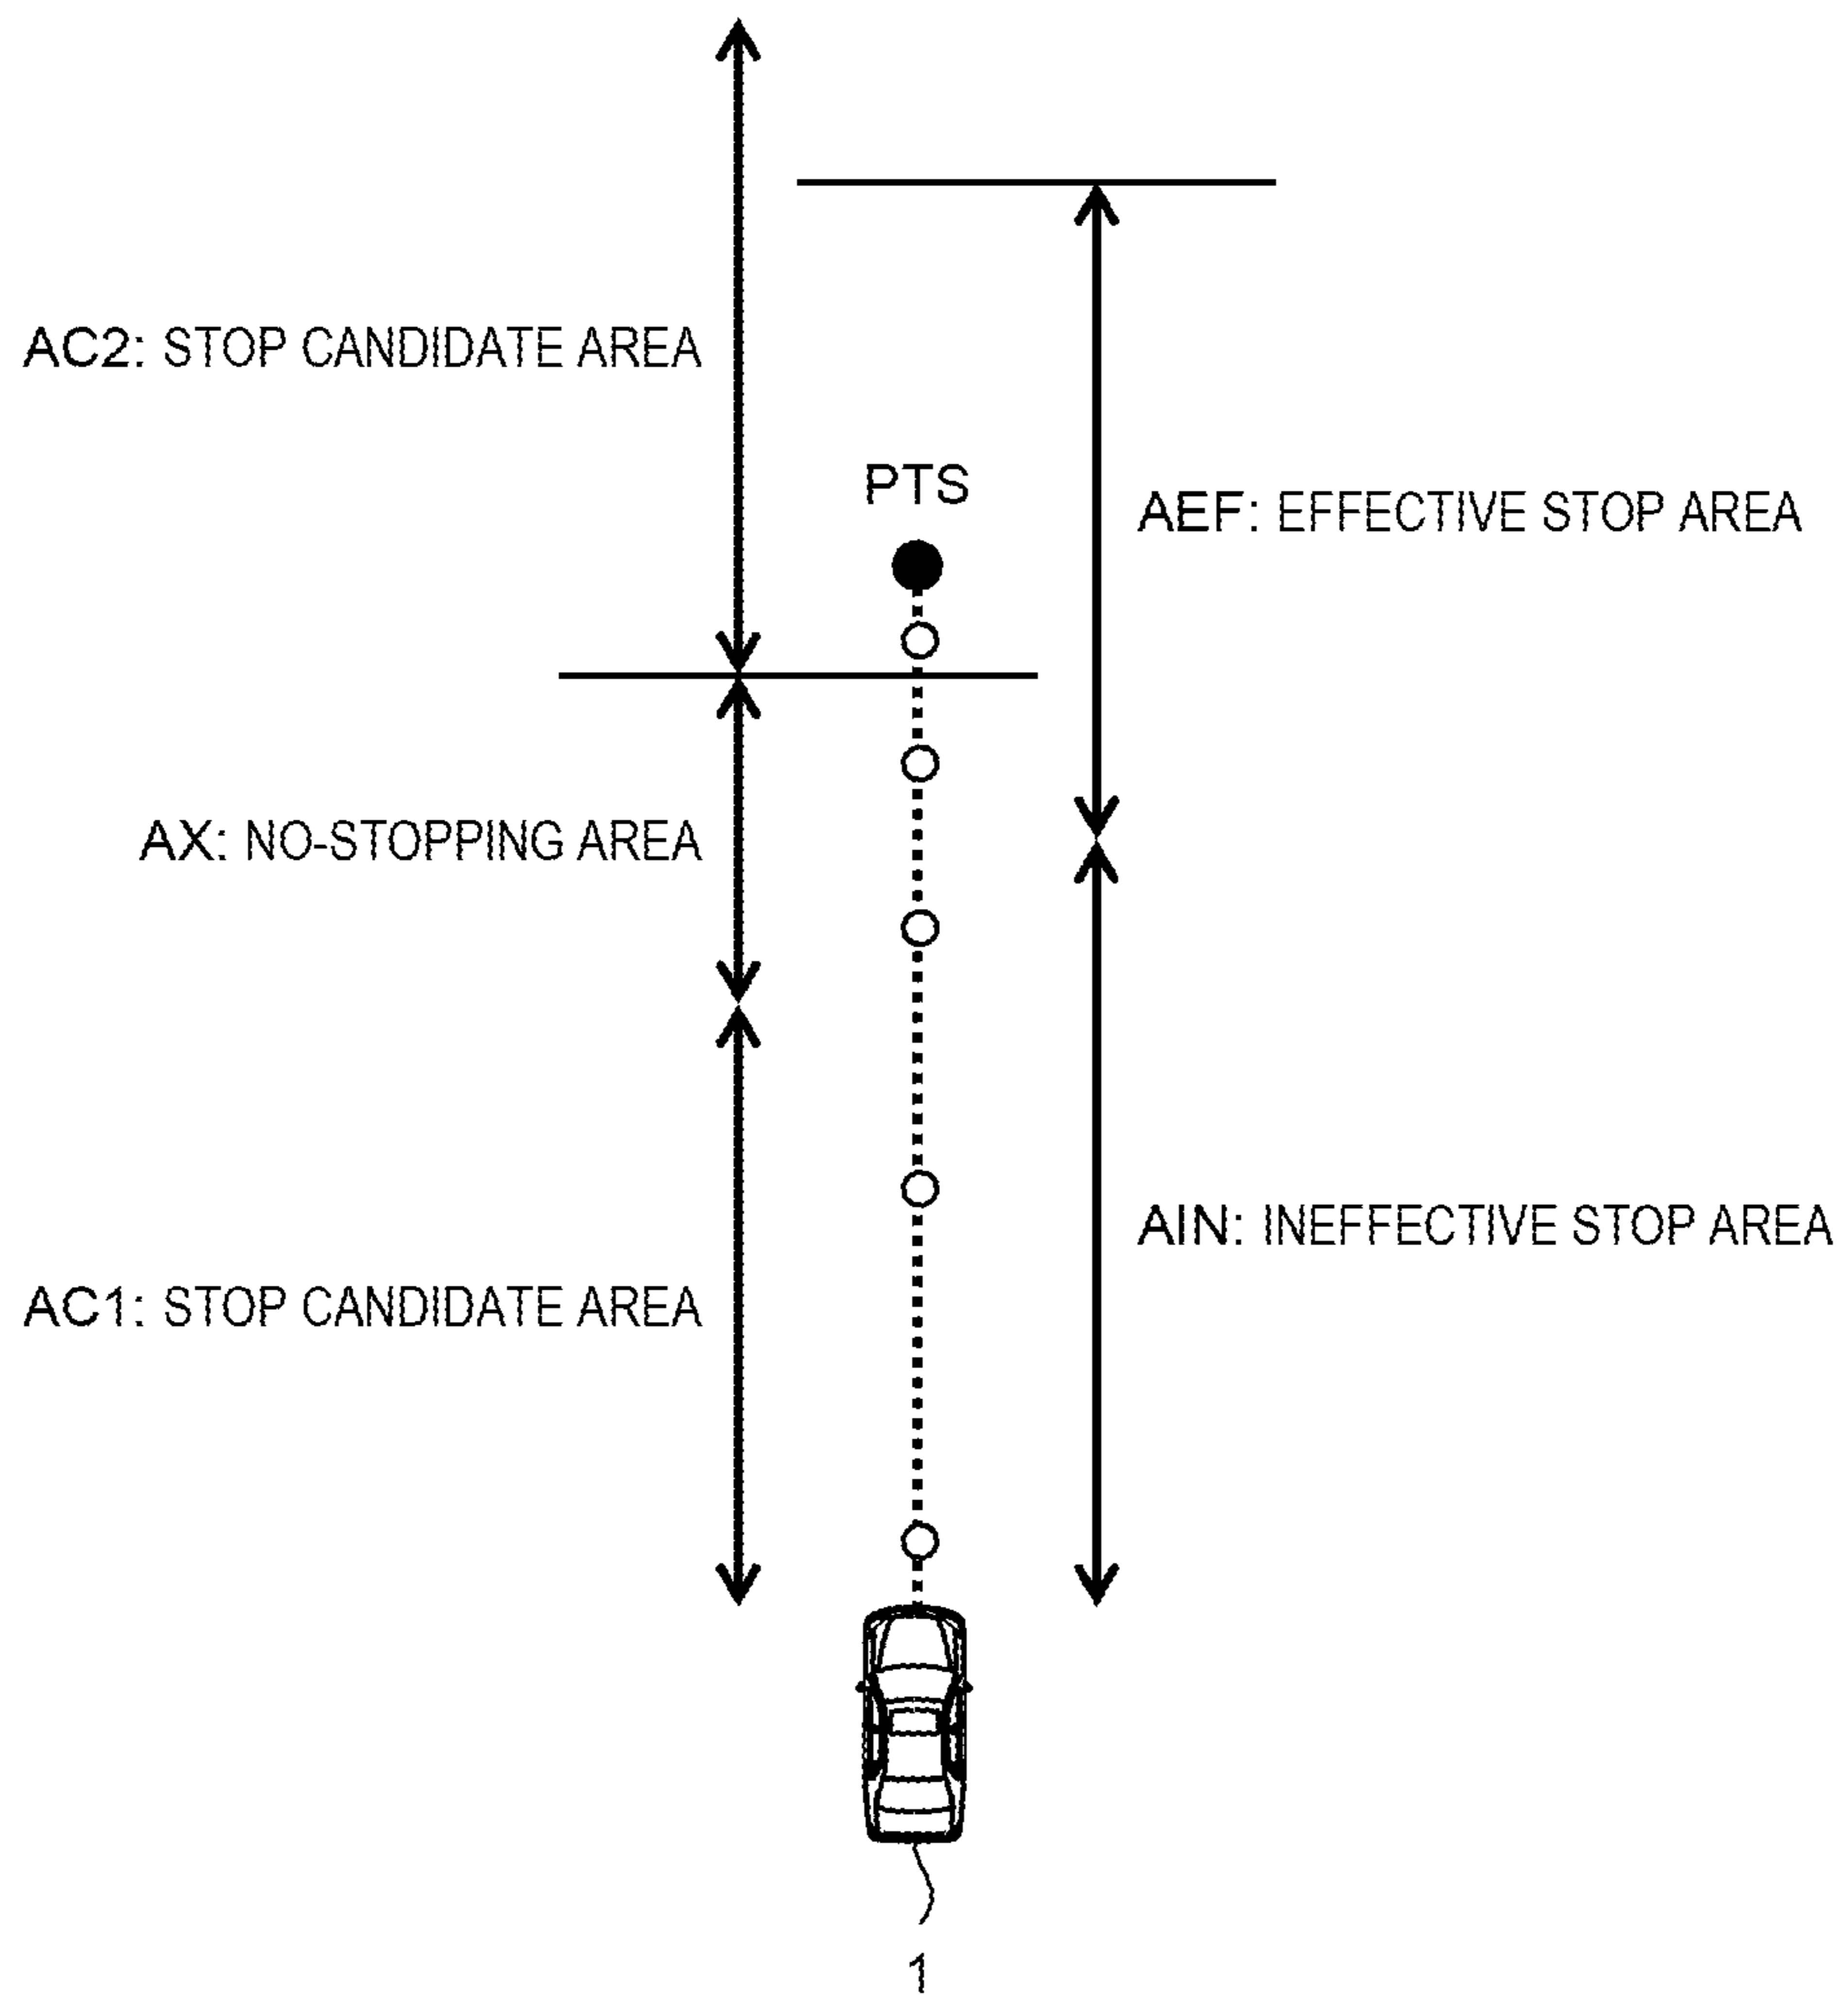 AC2: STOP CANDIDATE AREA
PTS
AEF: EFFECTIVE STOP AREA
AX: NO-STOPPING AREA
AIN: INEFFECTIVE STOP AREA
AC1: STOP CANDIDATE AREA
1